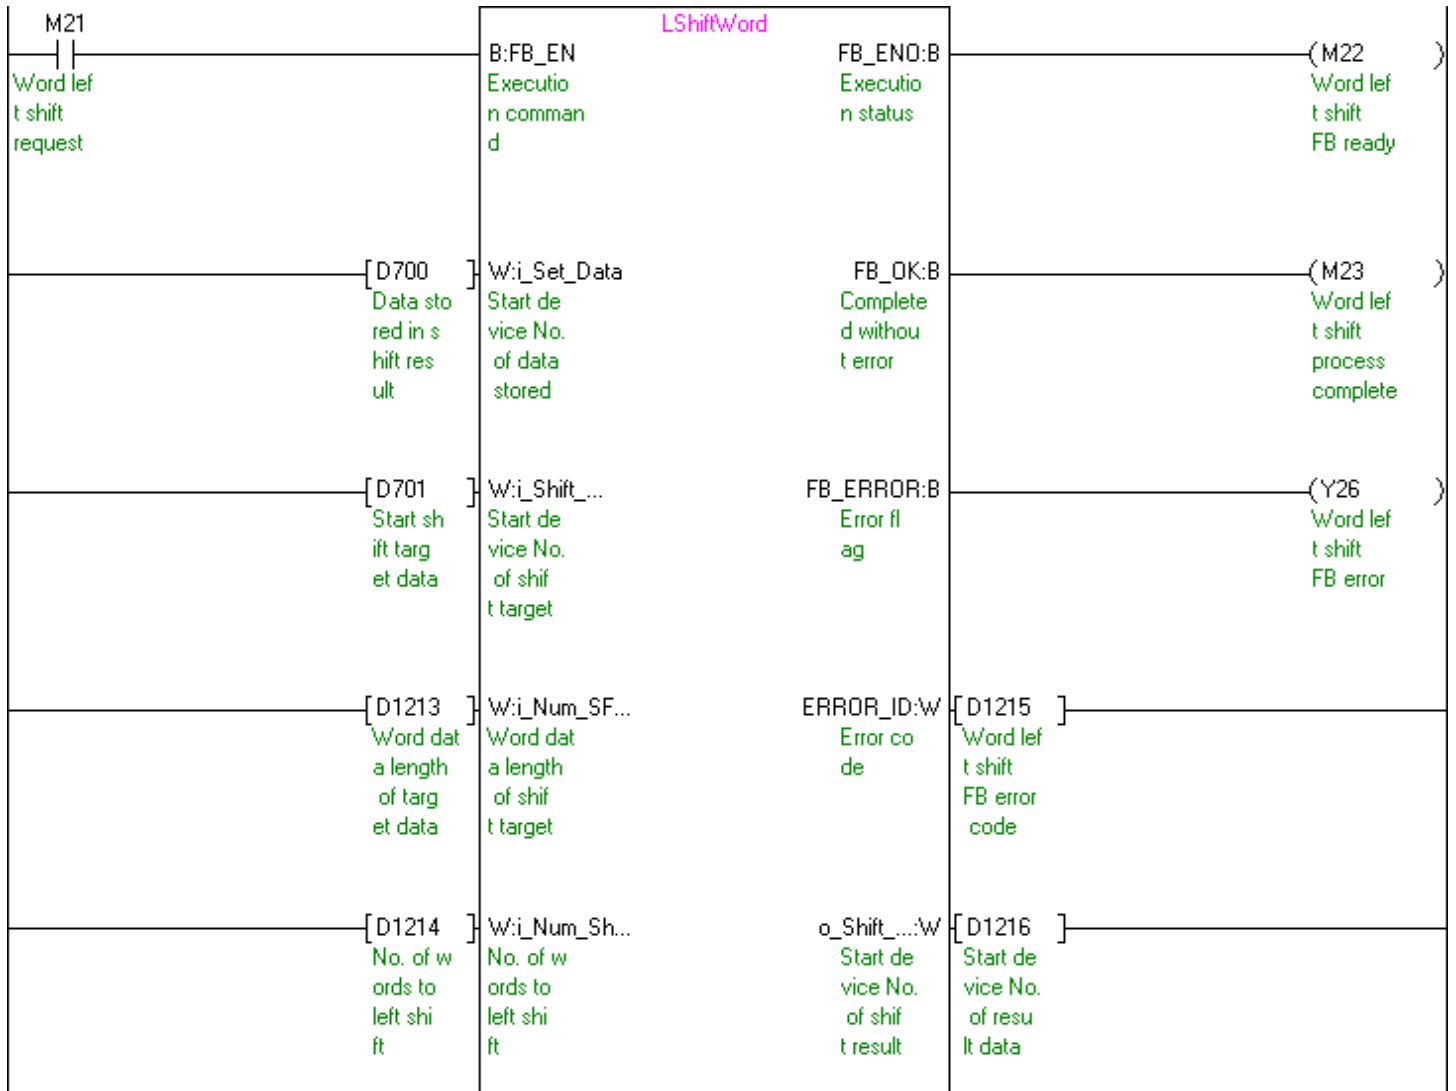 M21
LShiftWord
B:FB_EN
FB_ENO:B
(M22 )
Word lef
t shift
request
Executio
n comman
d
Executio
n status
Word lef
t shift
FB ready
[D700 ]
W:i_Set_Data
FB_OK:B
(M23 )
Data sto
red in s
hift res
ult
Start de
vice No.
of data
stored
Complete
d withou
t error
Word lef
t shift
process
complete
[D701 ]
W:i_Shift_...
FB_ERROR:B
(Y26 )
Start sh
ift targ
et data
Start de
vice No.
of shif
t target
Error fl
ag
Word lef
t shift
FB error
[D1213 ]
W:i_Num_SF...
ERROR_ID:W
[D1215 ]
Word dat
a length
of targ
et data
Word dat
a length
of shif
t target
Error co
de
Word lef
t shift
FB error
code
[D1214 ]
W:i_Num_Sh...
o_Shift_...:W
[D1216 ]
No. of w
ords to
left shi
ft
No. of w
ords to
left shi
ft
Start de
vice No.
of shif
t result
Start de
vice No.
of resu
lt data